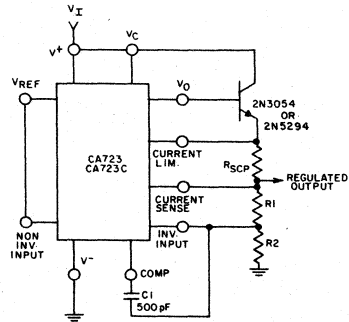 VI
V+
VC
VREF
VO
2N3054
OR
2N5294
CA723
CA723C
CURRENT
LIM.
RSCP
REGULATED
OUTPUT
CURRENT
SENSE
R1
NON
INV.
INPUT
INV.
INPUT
R2
V-
COMP
C1
500 pF